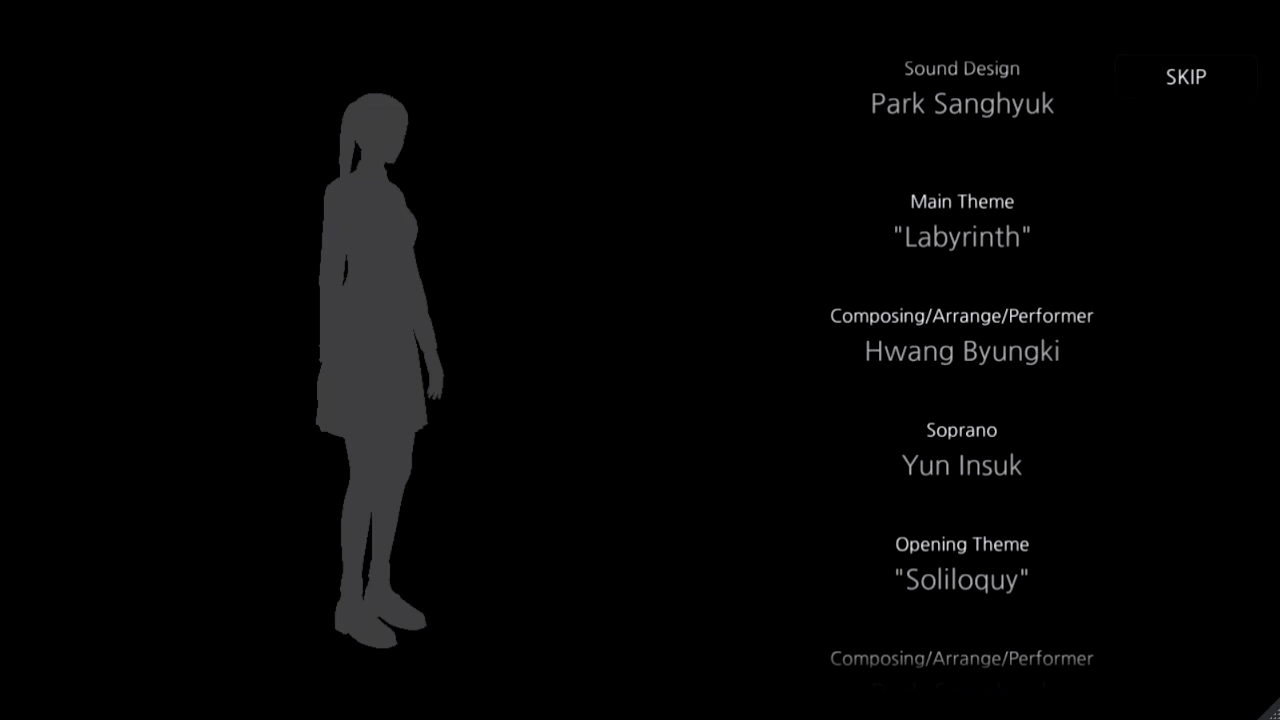 Sound Design
SKIP
Park Sanghyuk
Main Theme
"Labyrinth"
Composing/Arrange/Performer
Hwang Byungki
Soprano
Yun Insuk
Opening Theme
"Soliloquy"
Composing/Arrange/Performer